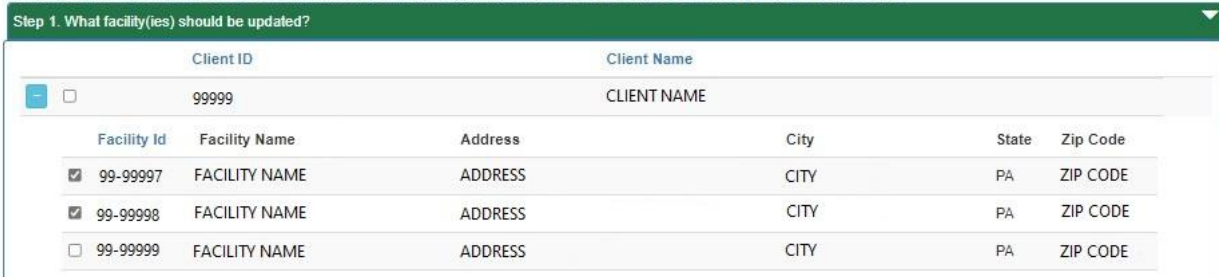 Step 1. What facility(ies) should be updated?
Client ID Client Name
99999 CLIENT NAME
Facility Id Facility Name Address City State Zip Code
99-99997 FACILITY NAME ADDRESS CITY PA ZIP CODE
99-99998 FACILITY NAME ADDRESS CITY PA ZIP CODE
99-99999 FACILITY NAME ADDRESS CITY PA ZIP CODE